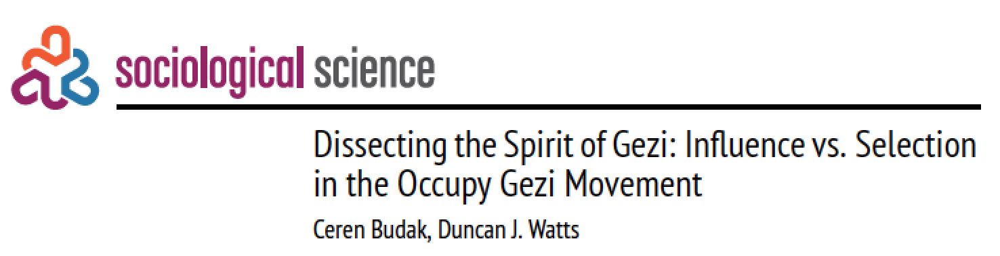 sociological science
Dissecting the Spirit of Gezi: Influence vs. Selection
in the Occupy Gezi Movement
Ceren Budak, Duncan J. Watts